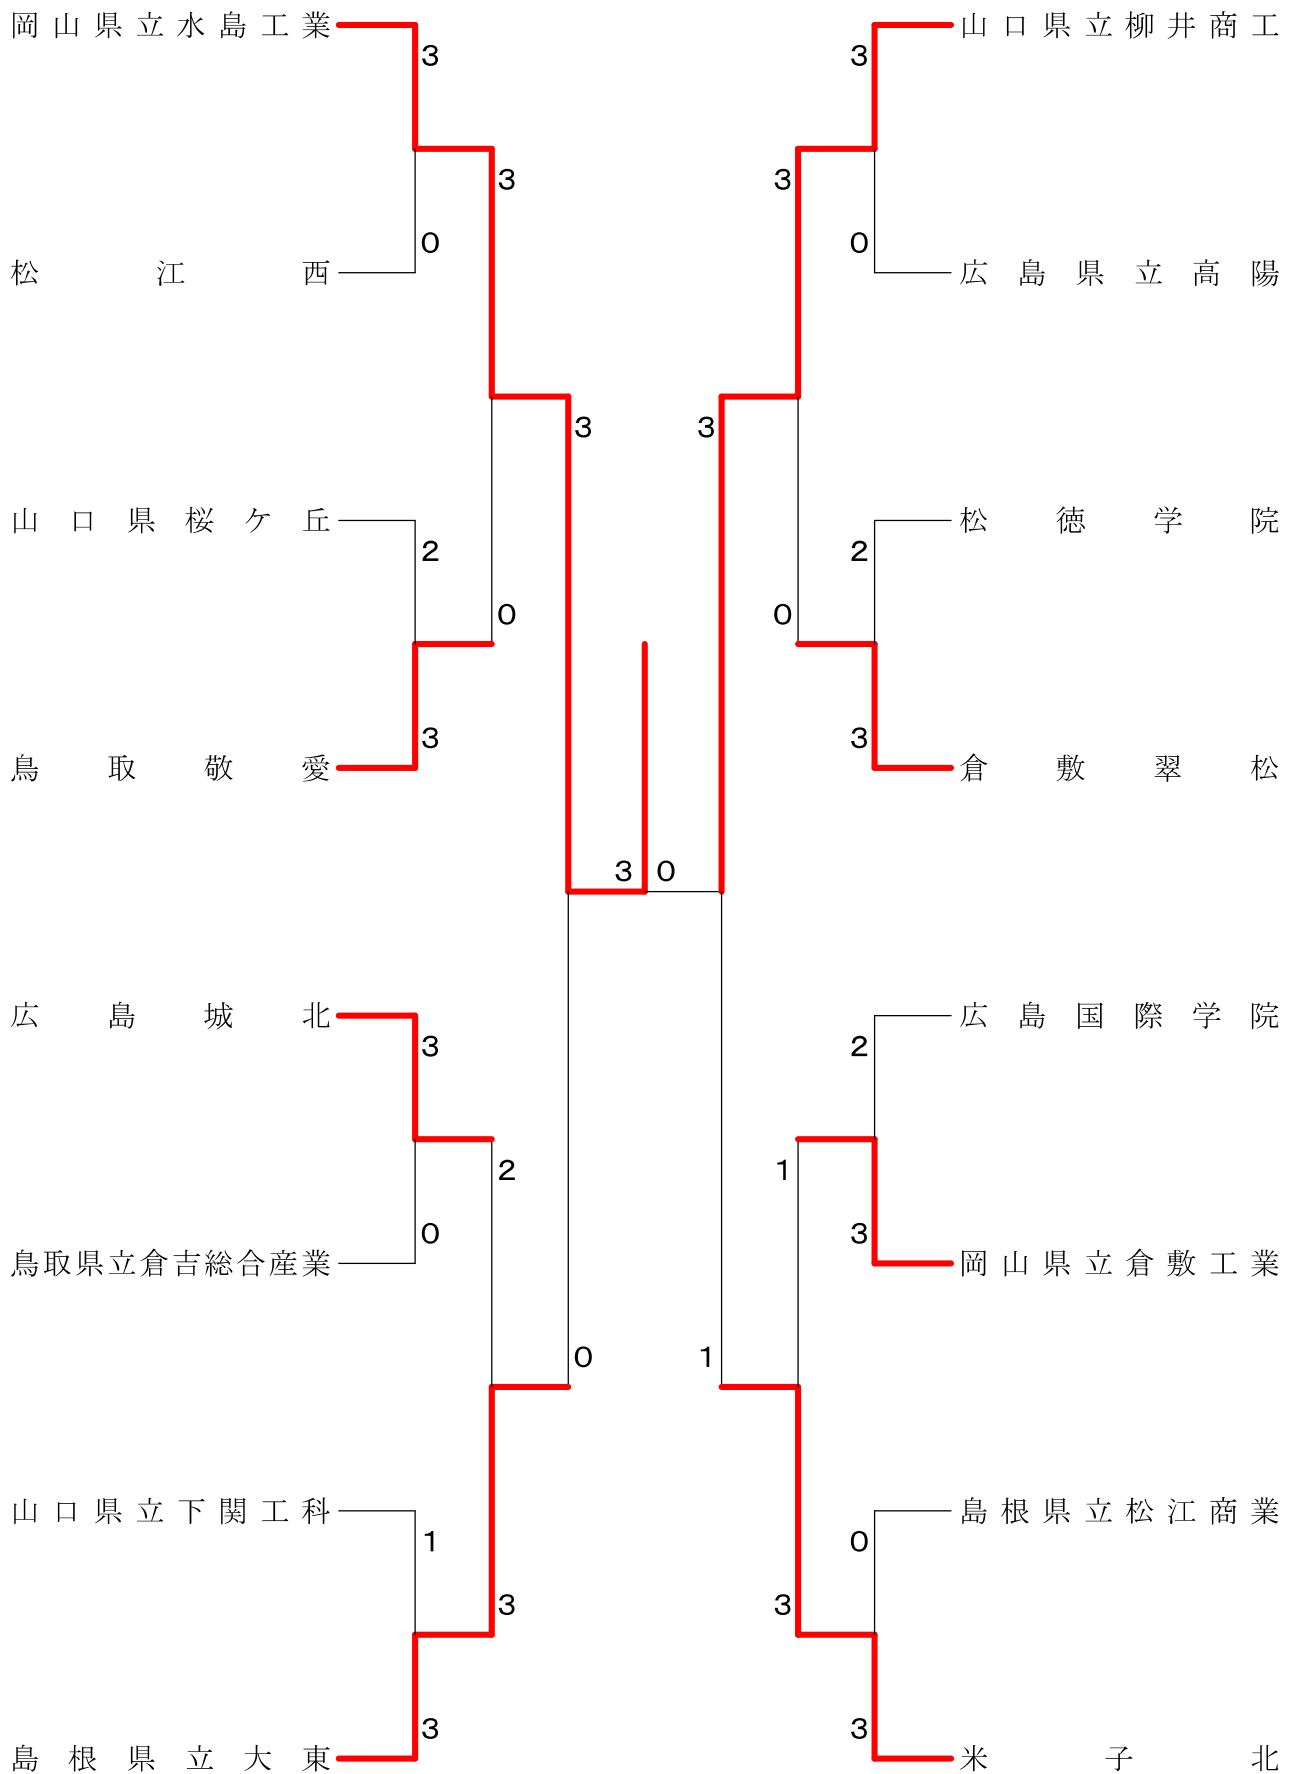 岡山県立水島工業
山口県立柳井商工
3
3
3
3
0
0
松江西
広島県立高陽
3
3
山口県桜ケ丘
松徳学院
2
2
0
0
3
3
鳥取敬愛
倉敷翠松
3
0
広島城北
広島国際学院
3
2
2
1
0
3
鳥取県立倉吉総合産業
岡山県立倉敷工業
0
1
山口県立下関工科
島根県立松江商業
1
0
3
3
3
3
島根県立大東
米子北